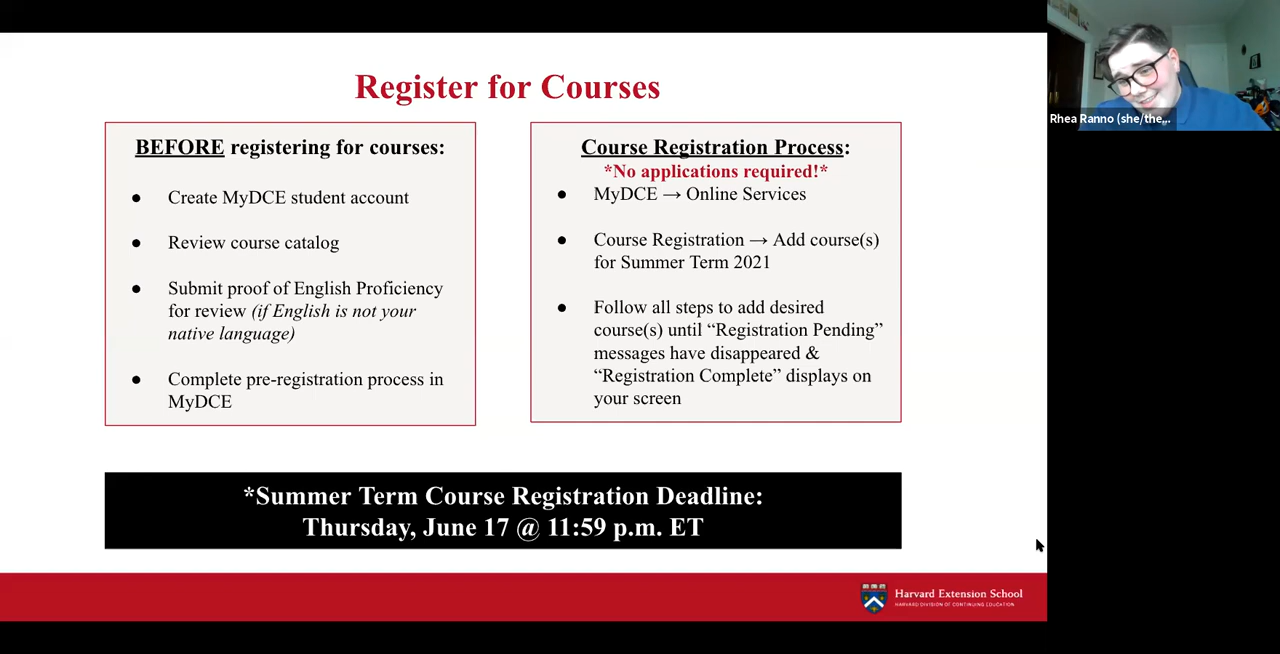 Register for Courses
BEFORE registering for courses:
● Create MyDCE student account
● Review course catalog
● Submit proof of English Proficiency
for review (if English is not your
native language)
● Complete pre-registration process in
MyDCE
Course Registration Process:
*No applications required!*
● MyDCE → Online Services
● Course Registration → Add course(s)
for Summer Term 2021
● Follow all steps to add desired
course(s) until “Registration Pending”
messages have disappeared &
“Registration Complete” displays on
your screen
*Summer Term Course Registration Deadline:
Thursday, June 17 @ 11:59 p.m. ET
Harvard Extension School
HARVARD DIVISION OF CONTINUING EDUCATION
Rhea Ranno (she/the...